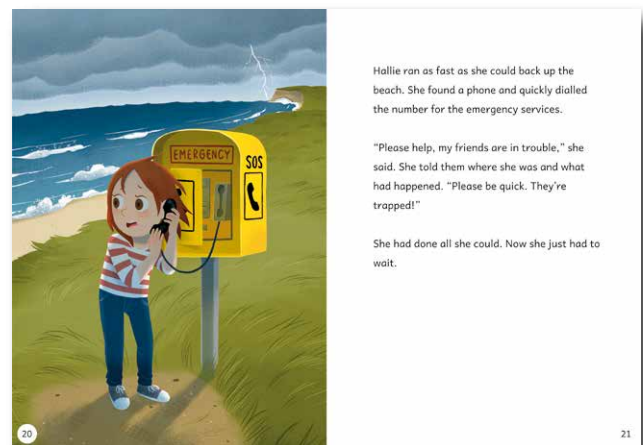 EMERGENCY
SOS
20
Hallie ran as fast as she could back up the
beach. She found a phone and quickly dialled
the number for the emergency services.
“Please help, my friends are in trouble,” she
said. She told them where she was and what
had happened. “Please be quick. They’re
trapped!”
She had done all she could. Now she just had to
wait.
21